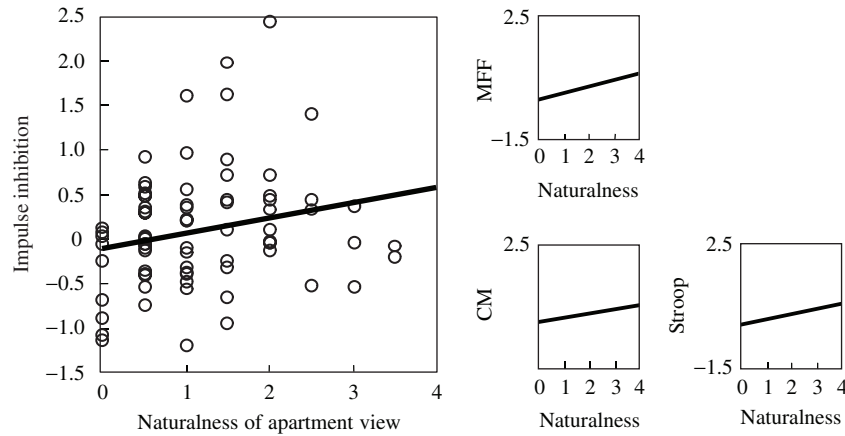 2.5
2.0
1.5
1.0
0.5
0
−0.5
−1.0
−1.5
Impulse inhibition
0 1 2 3 4
Naturalness of apartment view
2.5
MFF
−1.5
0 1 2 3 4
Naturalness
2.5
CM
0 1 2 3 4
Naturalness
2.5
Stroop
−1.5
0 1 2 3 4
Naturalness